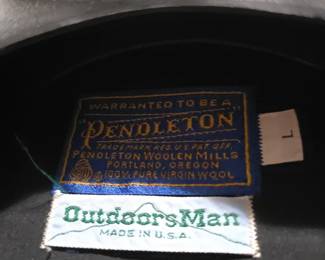 WARRANTED TO BE A
PENDLETON
TRADE MARK REG. U.S. PAT. OFF.
PENDLETON WOOLEN MILLS
PORTLAND, OREGON
100% PURE VIRGIN WOOL
L
OutdoorsMan
MADE IN U.S.A.